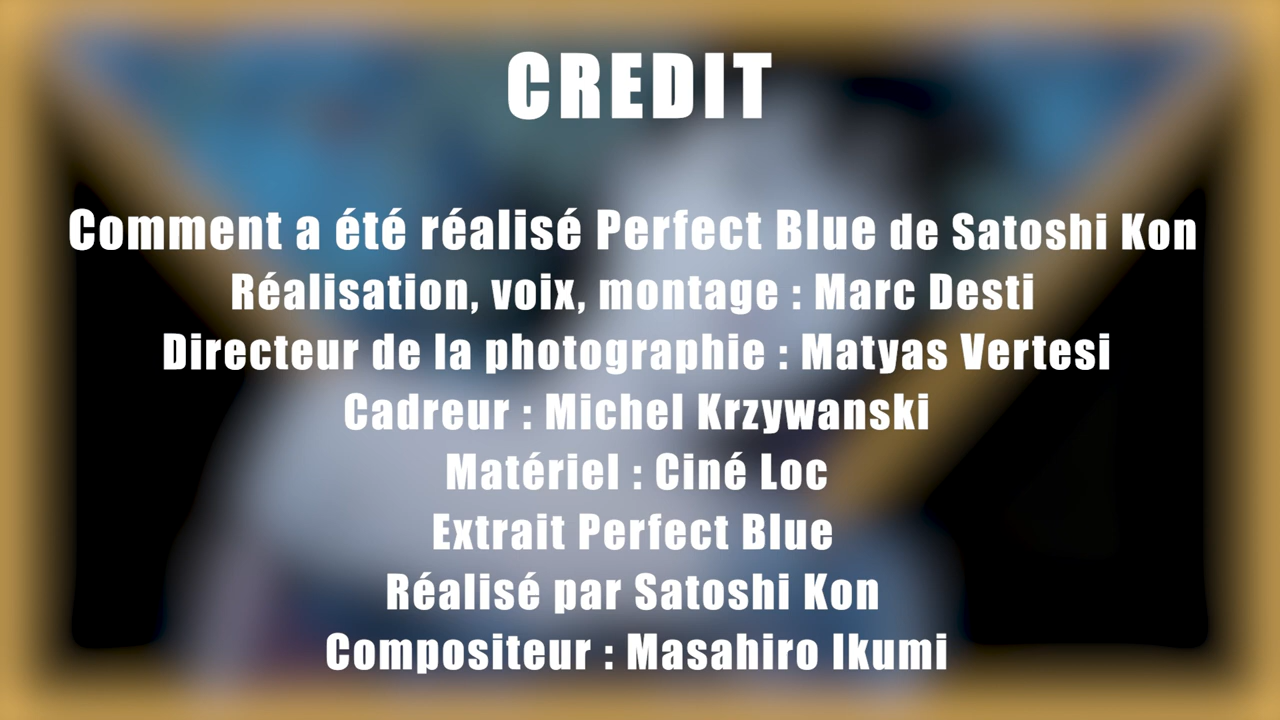 CREDIT
Comment a été réalisé Perfect Blue de Satoshi Kon
Réalisation, voix, montage : Marc Desti
Directeur de la photographie : Matyas Vertesi
Cadreur : Michel Krzywanski
Matériel : Ciné Loc
Extrait Perfect Blue
Réalisé par Satoshi Kon
Compositeur : Masahiro Ikumi